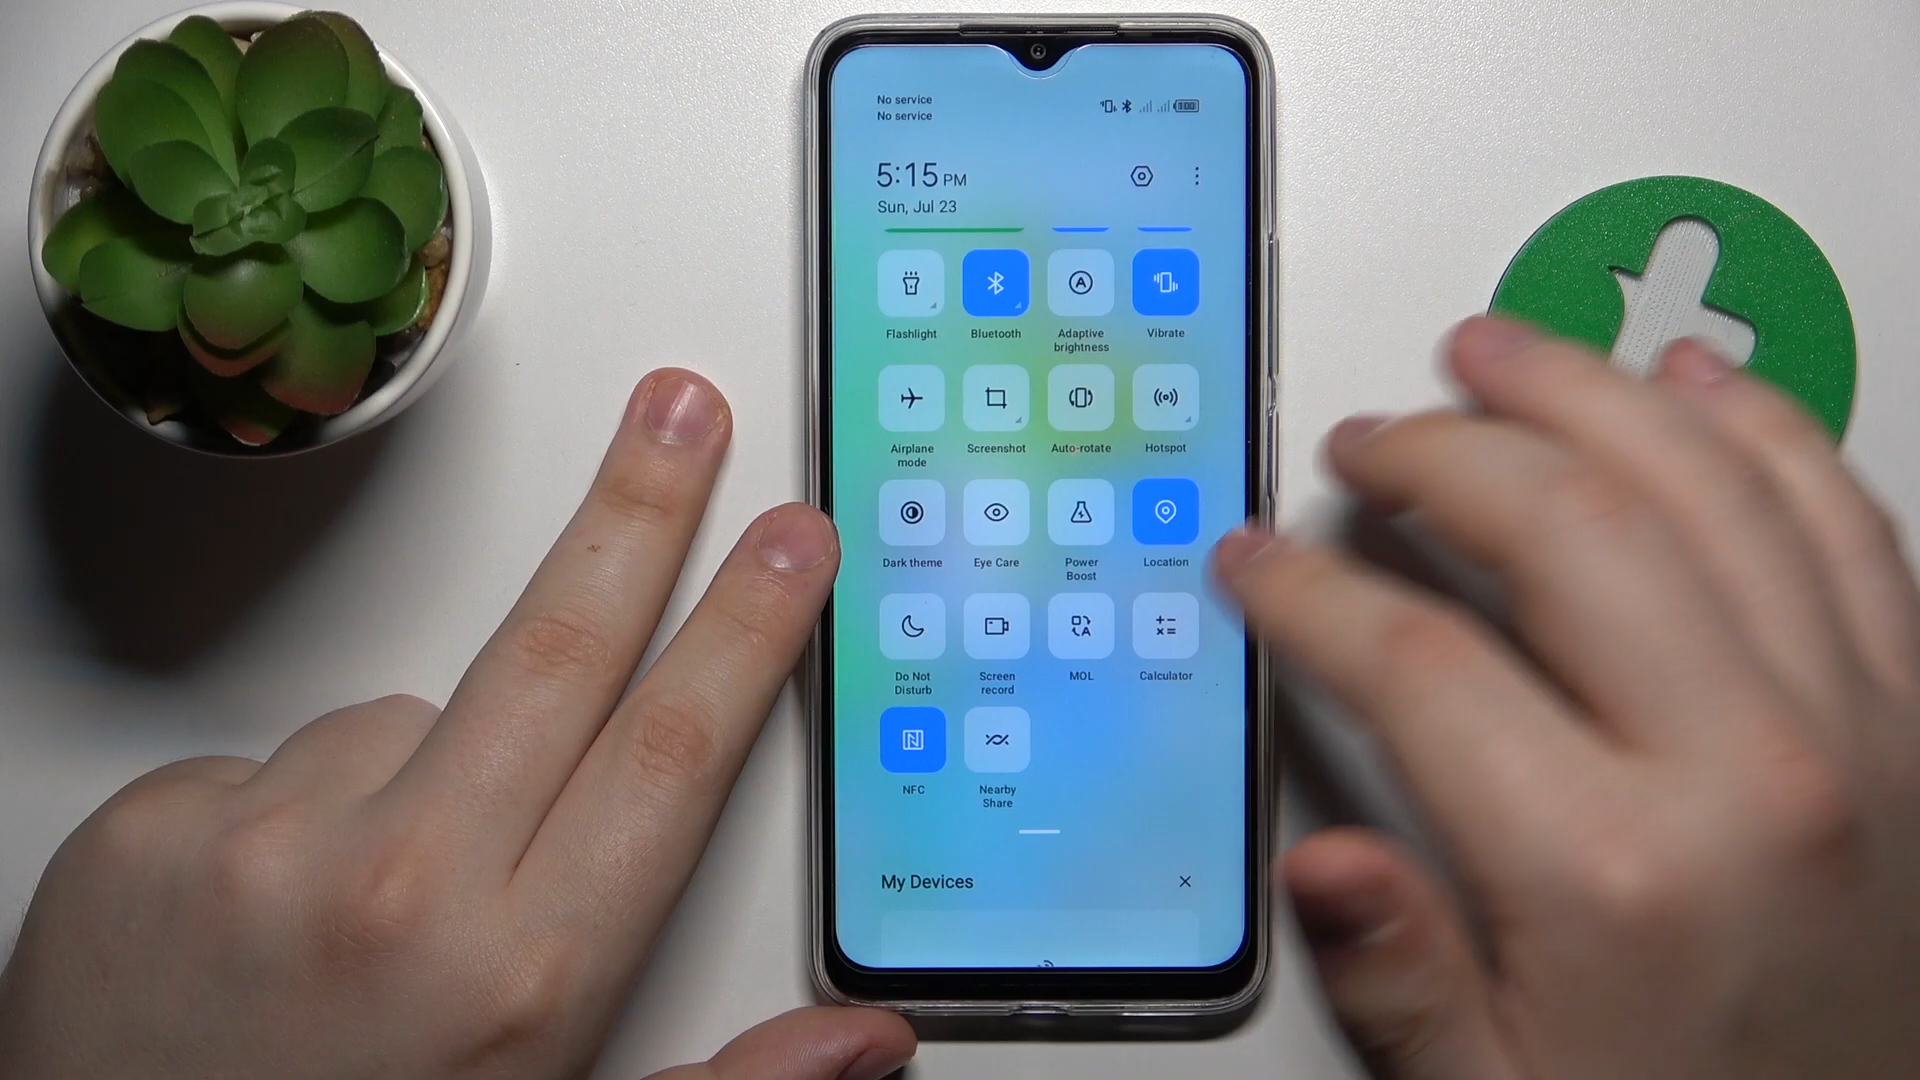 No service
No service
100
5:15 PM
Sun, Jul 23
Flashlight
Bluetooth
Adaptive
brightness
Vibrate
Airplane
mode
Screenshot
Auto-rotate
Hotspot
Dark theme
Eye Care
Power
Boost
Location
Do Not
Disturb
Screen
record
MOL
Calculator
NFC
Nearby
Share
My Devices